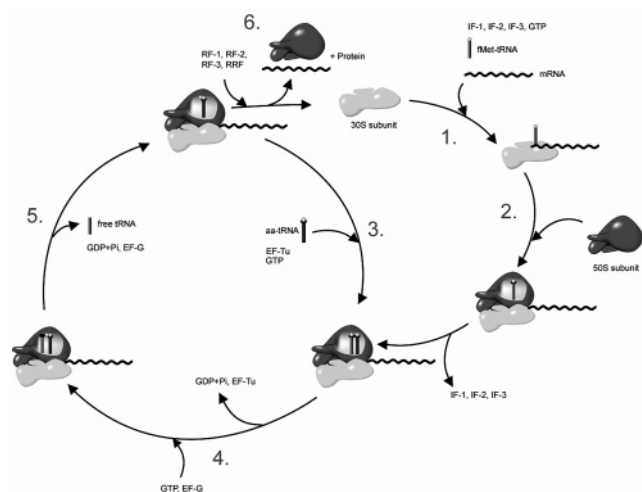 6.
RF-1, RF-2,
RF-3, RRF
+ Protein
30S subunit
IF-1, IF-2, IF-3, GTP
fMet-tRNA
mRNA
1.
2.
50S subunit
IF-1, IF-2, IF-3
3.
aa-tRNA
EF-Tu
GTP
GDP+Pi, EF-Tu
4.
GTP, EF-G
5.
free tRNA
GDP+Pi, EF-G